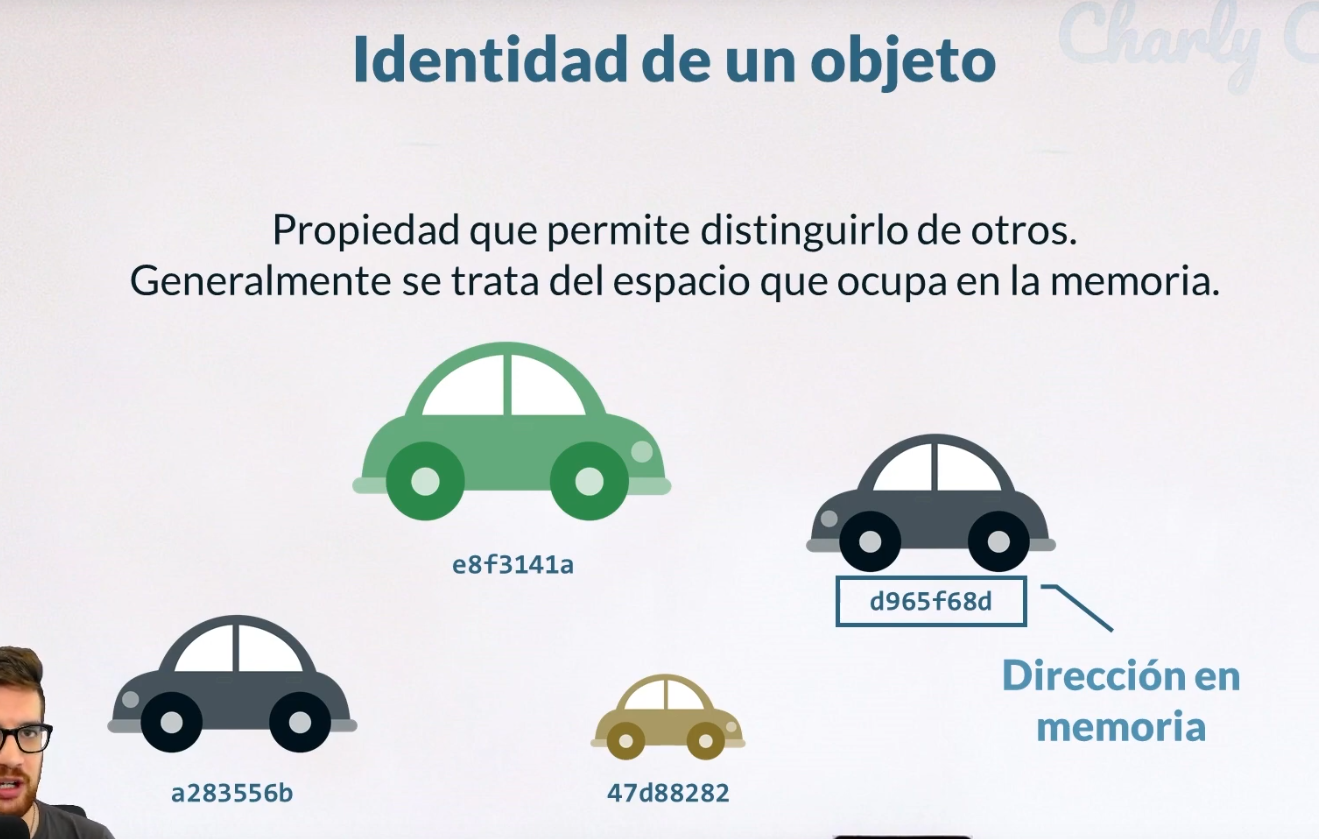 Charly C
Identidad de un objeto
Propiedad que permite distinguirlo de otros.
Generalmente se trata del espacio que ocupa en la memoria.
e8f3141a
d965f68d
Dirección en
memoria
a283556b
47d88282